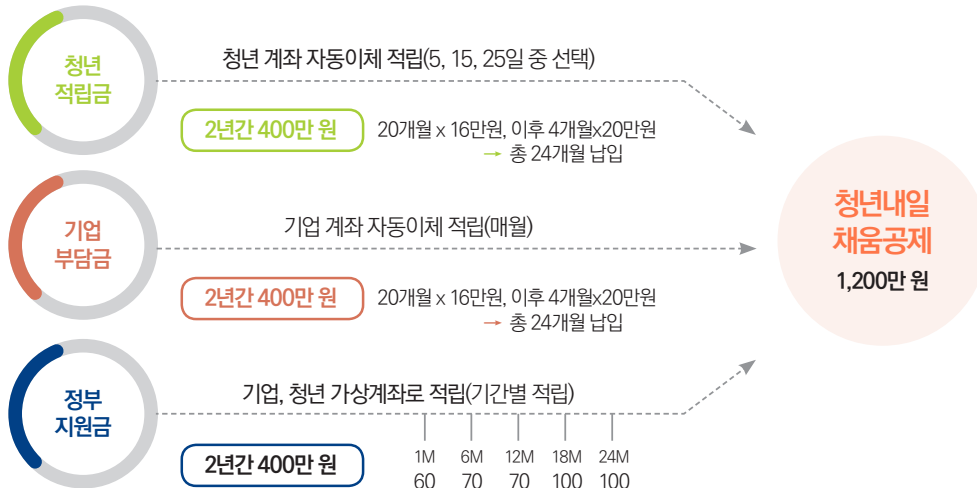 청년
적립금
청년 계좌 자동이체 적립(5, 15, 25일 중 선택)
2년간 400만 원
20개월 x 16만원, 이후 4개월x20만원
→ 총 24개월 납입
기업
부담금
기업 계좌 자동이체 적립(매월)
2년간 400만 원
20개월 x 16만원, 이후 4개월x20만원
→ 총 24개월 납입
청년내일
채움공제
1,200만 원
정부
지원금
기업, 청년 가상계좌로 적립(기간별 적립)
2년간 400만 원
1M 6M 12M 18M 24M
60 70 70 100 100